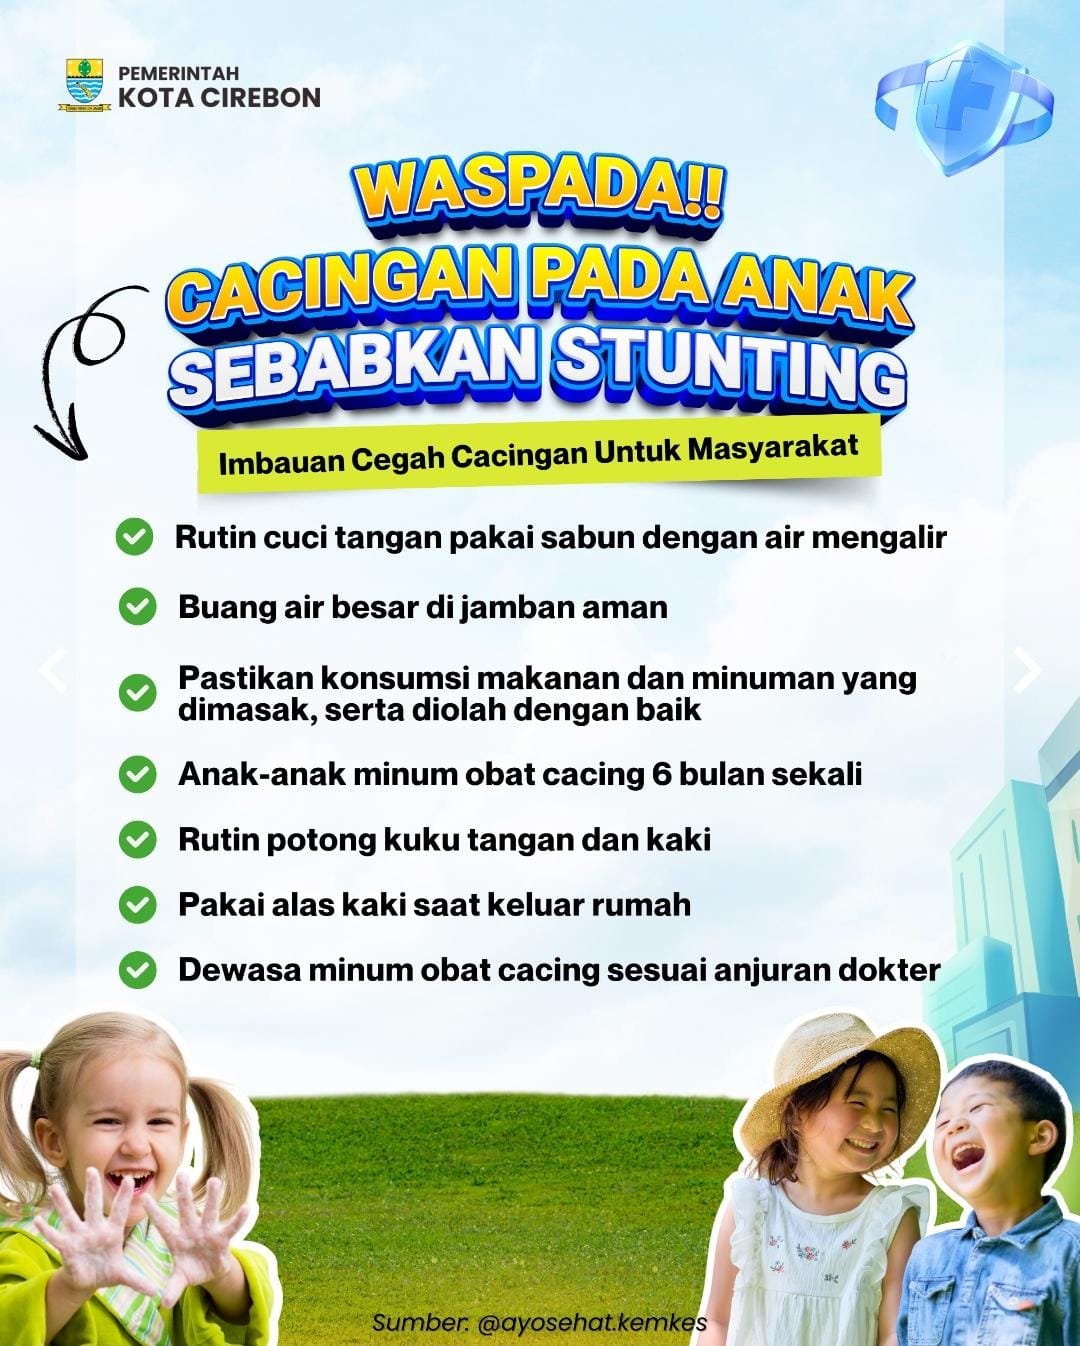 PEMERINTAH
KOTA CIREBON
WASPADA!!
CACINGAN PADA ANAK
SEBABKAN STUNTING
Imbauan Cegah Cacingan Untuk Masyarakat
Rutin cuci tangan pakai sabun dengan air mengalir
Buang air besar di jamban aman
Pastikan konsumsi makanan dan minuman yang
dimasak, serta diolah dengan baik
Anak-anak minum obat cacing 6 bulan sekali
Rutin potong kuku tangan dan kaki
Pakai alas kaki saat keluar rumah
Dewasa minum obat cacing sesuai anjuran dokter
Sumber: @ayosehat.kemkes